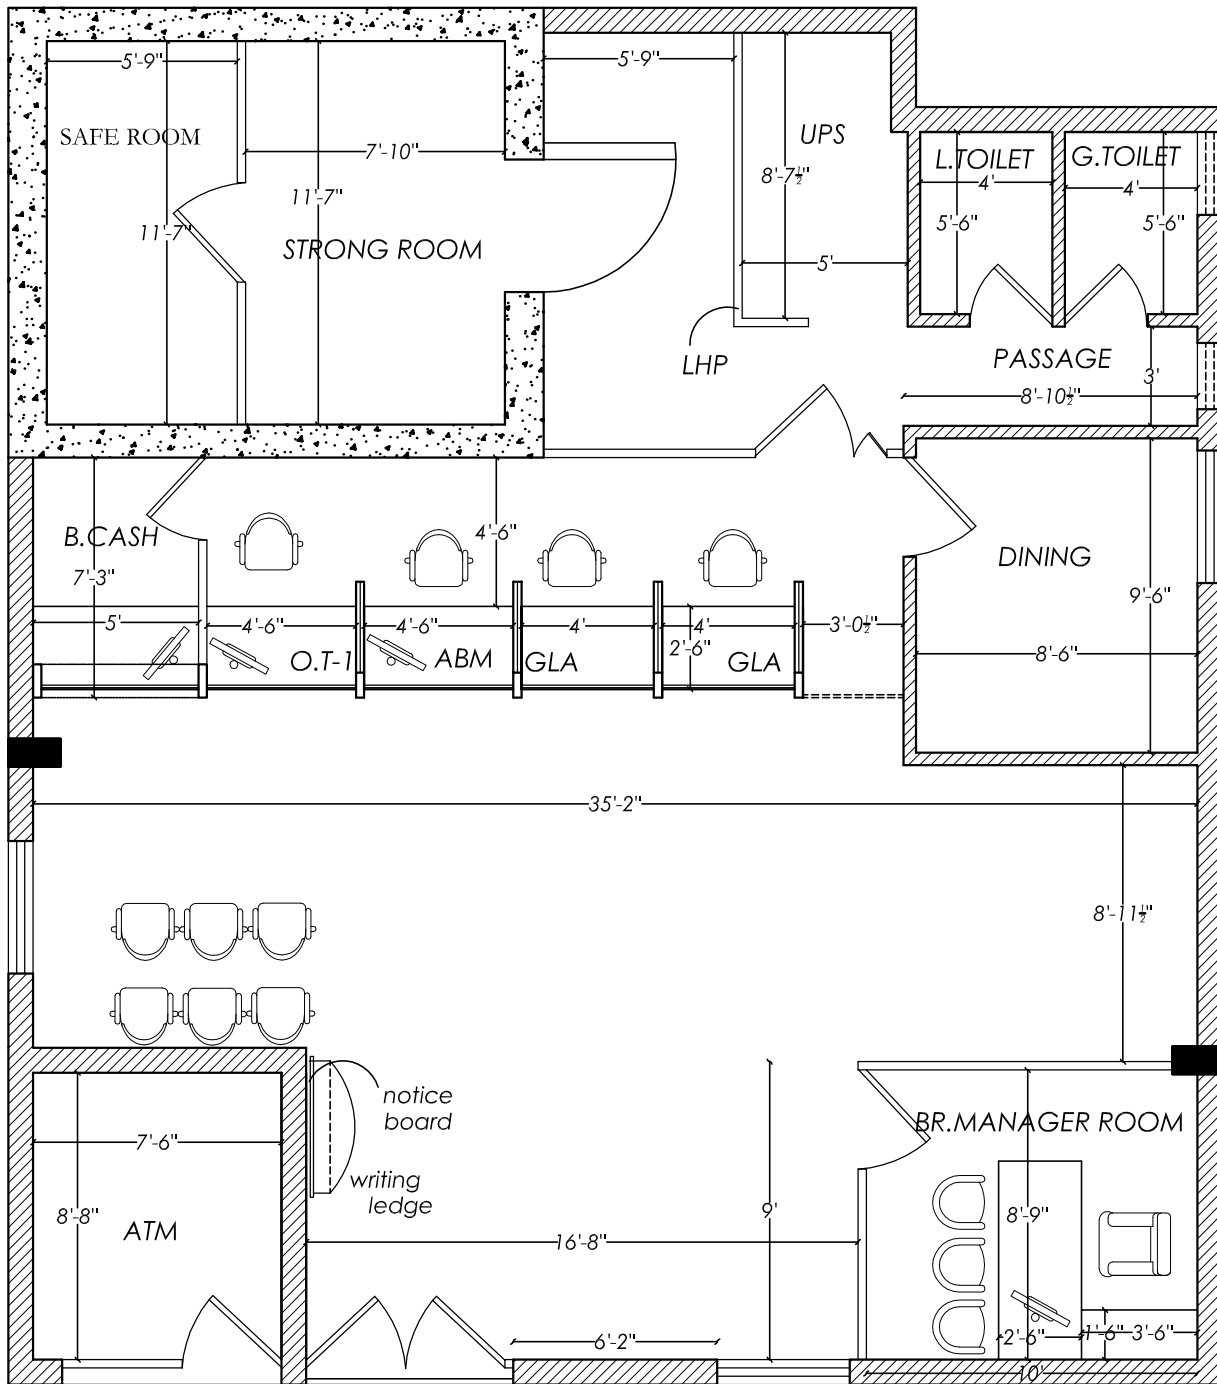 5'-9"
5'-9"
SAFE ROOM
UPS
7'-10"
L.TOILET
G.TOILET
8'-7½"
4'
4'
11'-7"
11'-7"
5'-6"
5'-6"
STRONG ROOM
5'
LHP
PASSAGE
3'
8'-10½"
B.CASH
4'-6"
DINING
7'-3"
9'-6"
5'
4'-6"
4'-6"
4'
4'
3'-0½"
O.T-1
ABM
GLA
2'-6"
GLA
8'-6"
35'-2"
8'-11½"
notice
board
BR.MANAGER ROOM
7'-6"
writing
ledge
8'-8"
ATM
9'
8'-9"
16'-8"
6'-2"
2'-6"
1'-6"
3'-6"
10'